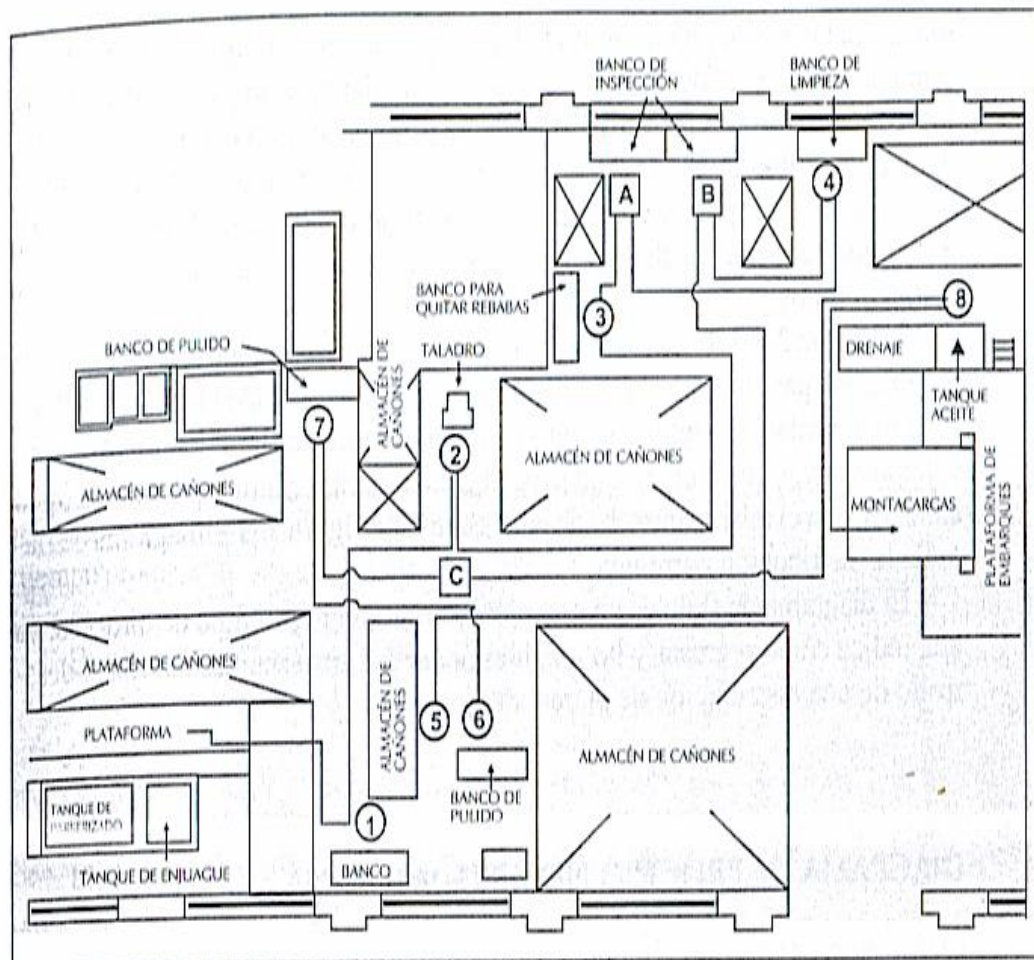 BANCO DE
INSPECCIÓN
BANCO DE
LIMPIEZA
A
B
4
BANCO PARA
QUITAR REBABAS
3
8
BANCO DE PULIDO
TALADRO
DRENAJE
TANQUE
ACEITE
ALMACÉN DE
CAÑONES
7
2
ALMACÉN DE CAÑONES
ALMACÉN DE CAÑONES
MONTACARGAS
PLATAFORMA DE
EMBARQUES
C
ALMACÉN DE CAÑONES
ALMACÉN DE
CAÑONES
PLATAFORMA
5
6
ALMACÉN DE CAÑONES
TANQUE DE
BANCO DE
PULIDO
1
TANQUE DE ENJUAGUE
BANCO